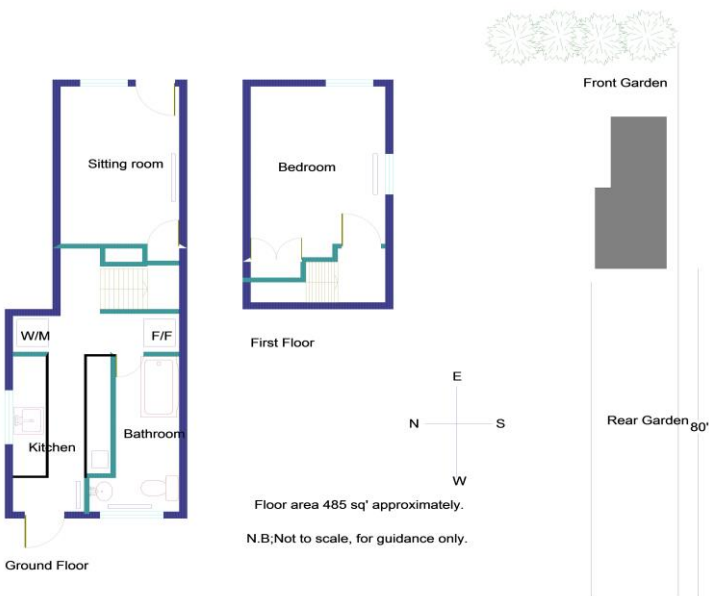 Front Garden
Sitting room
Bedroom
W/M
F/F
First Floor
E
N
S
W
Rear Garden
80'
Kitchen
Bathroom
Floor area 485 sq' approximately.
N.B;Not to scale, for guidance only.
Ground Floor